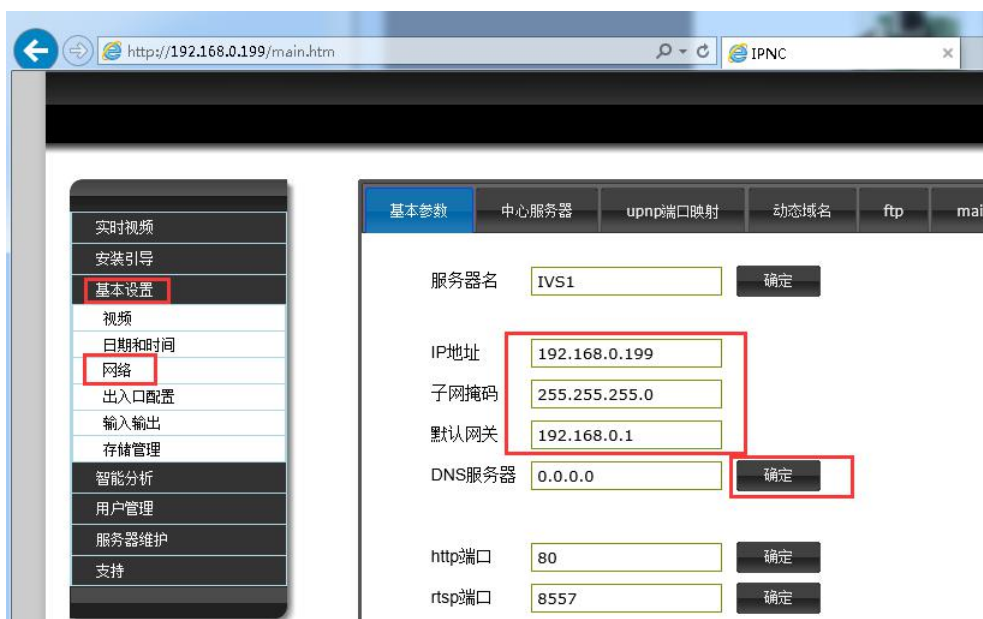 http://192.168.0.199/main.htm
IPNC
实时视频
安装引导
基本设置
视频
日期和时间
网络
出入口配置
输入输出
存储管理
智能分析
用户管理
服务器维护
支持
基本参数 中心服务器 upnp端口映射 动态域名 ftp mai
服务器名 IVS1 确定
IP地址 192.168.0.199
子网掩码 255.255.255.0
默认网关 192.168.0.1
DNS服务器 0.0.0.0 确定
http端口 80 确定
rtsp端口 8557 确定